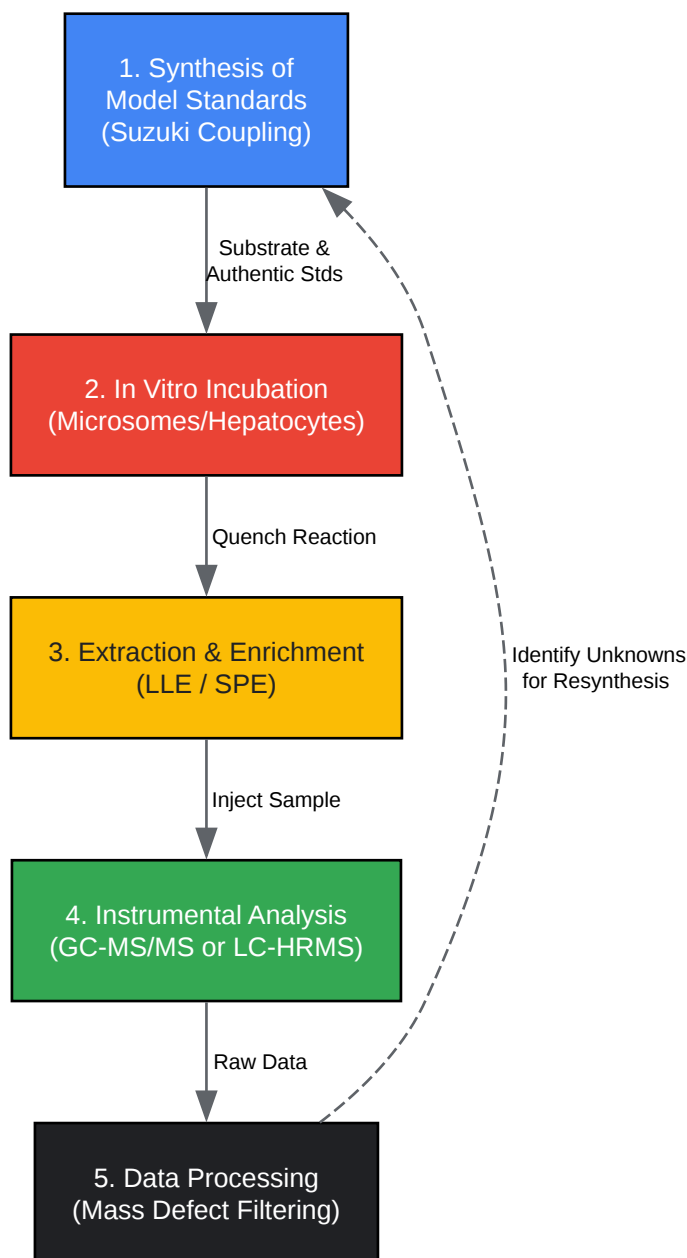 1. Synthesis of
Model Standards
(Suzuki Coupling)
Substrate &
Authentic Stds
2. In Vitro Incubation
(Microsomes/Hepatocytes)
Quench Reaction
3. Extraction & Enrichment
(LLE / SPE)
Identify Unknowns
for Resynthesis
Inject Sample
4. Instrumental Analysis
(GC-MS/MS or LC-HRMS)
Raw Data
5. Data Processing
(Mass Defect Filtering)